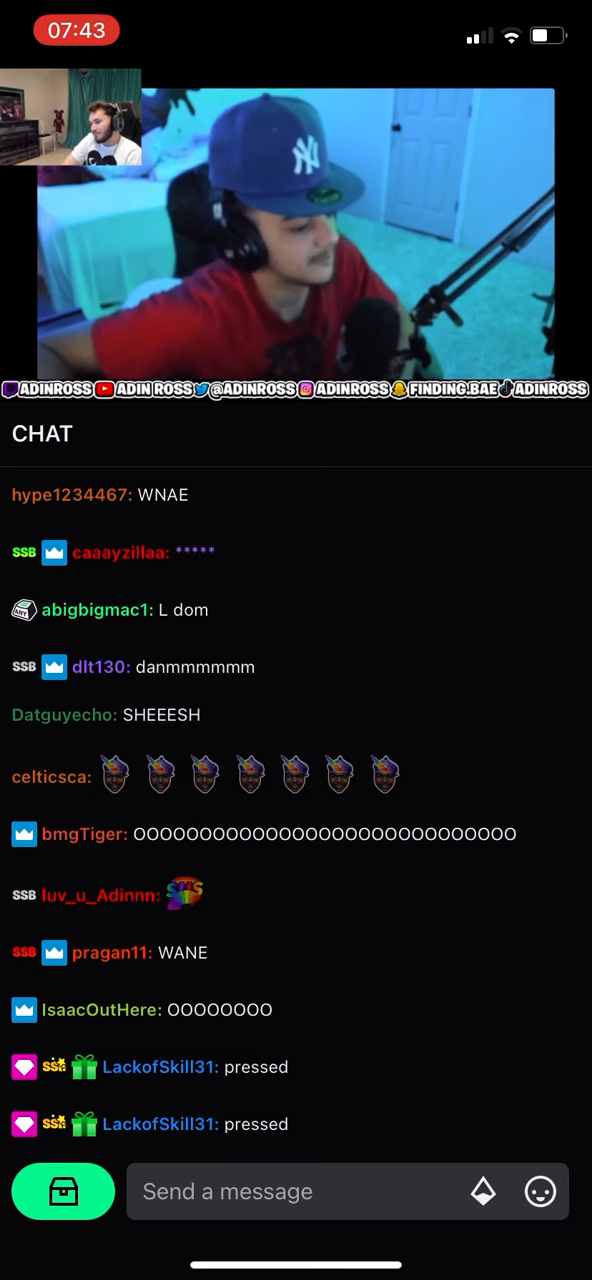 07:43
NY
ADINROSS ADIN ROSS @ADINROSS ADINROSS FINDING.BAE ADINROSS
CHAT
hype1234467: WNAE
SSB caaayzillaa: *****
ANY abigbigmac1: L dom
SSB dlt130: danmmmmmm
Datguyecho: SHEEESH
celticsca:
bmgTiger: OOOOOOOOOOOOOOOOOOOOOOOOOOOOO
SSB luv_u_Adinnn:
SSB pragan11: WANE
IsaacOutHere: OOOOOOOO
LackofSkill31: pressed
LackofSkill31: pressed
Send a message